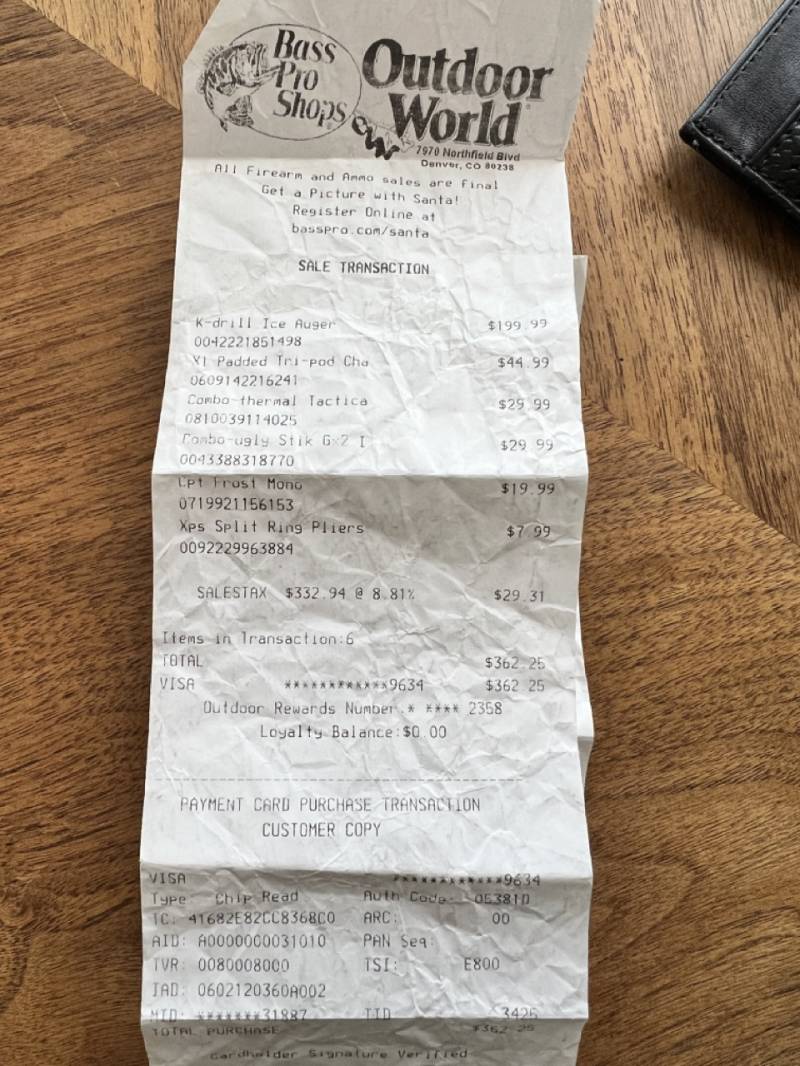 Bass
Pro
Shops
Outdoor
World
7970 Northfield Blvd
Denver, CO 80238
All Firearm and Ammo sales are final
Get a Picture with Santa!
Register Online at
basspro.com/santa
SALE TRANSACTION
K-drill Ice Auger $199.99
0042221851498
Xl Padded Tri-pod Cha $44.99
0609142216241
Combo-thermal Tactica $29.99
0810039114025
Combo-ugly Stik Gx2 I $29.99
0043388318770
Cpt Frost Mono $19.99
0719921156153
Xps Split Ring Pliers $7.99
0092229963884
SALESTAX $332.94 @ 8.81% $29.31
Items in Transaction:6
TOTAL $362.25
VISA ************9634 $362.25
Outdoor Rewards Number.* **** 2358
Loyalty Balance:$0.00
PAYMENT CARD PURCHASE TRANSACTION
CUSTOMER COPY
VISA ************9634
Type Chip Read Auth Code: 05381D
TC: 41682E82CC8368C0 ARC: 00
AID: A0000000031010 PAN Seq:
TVR: 0080008000 TSI: E800
IAD: 0602120360A002
MID: *******31887 TID 3426
TOTAL PURCHASE $362.25
Cardholder Signature Verified